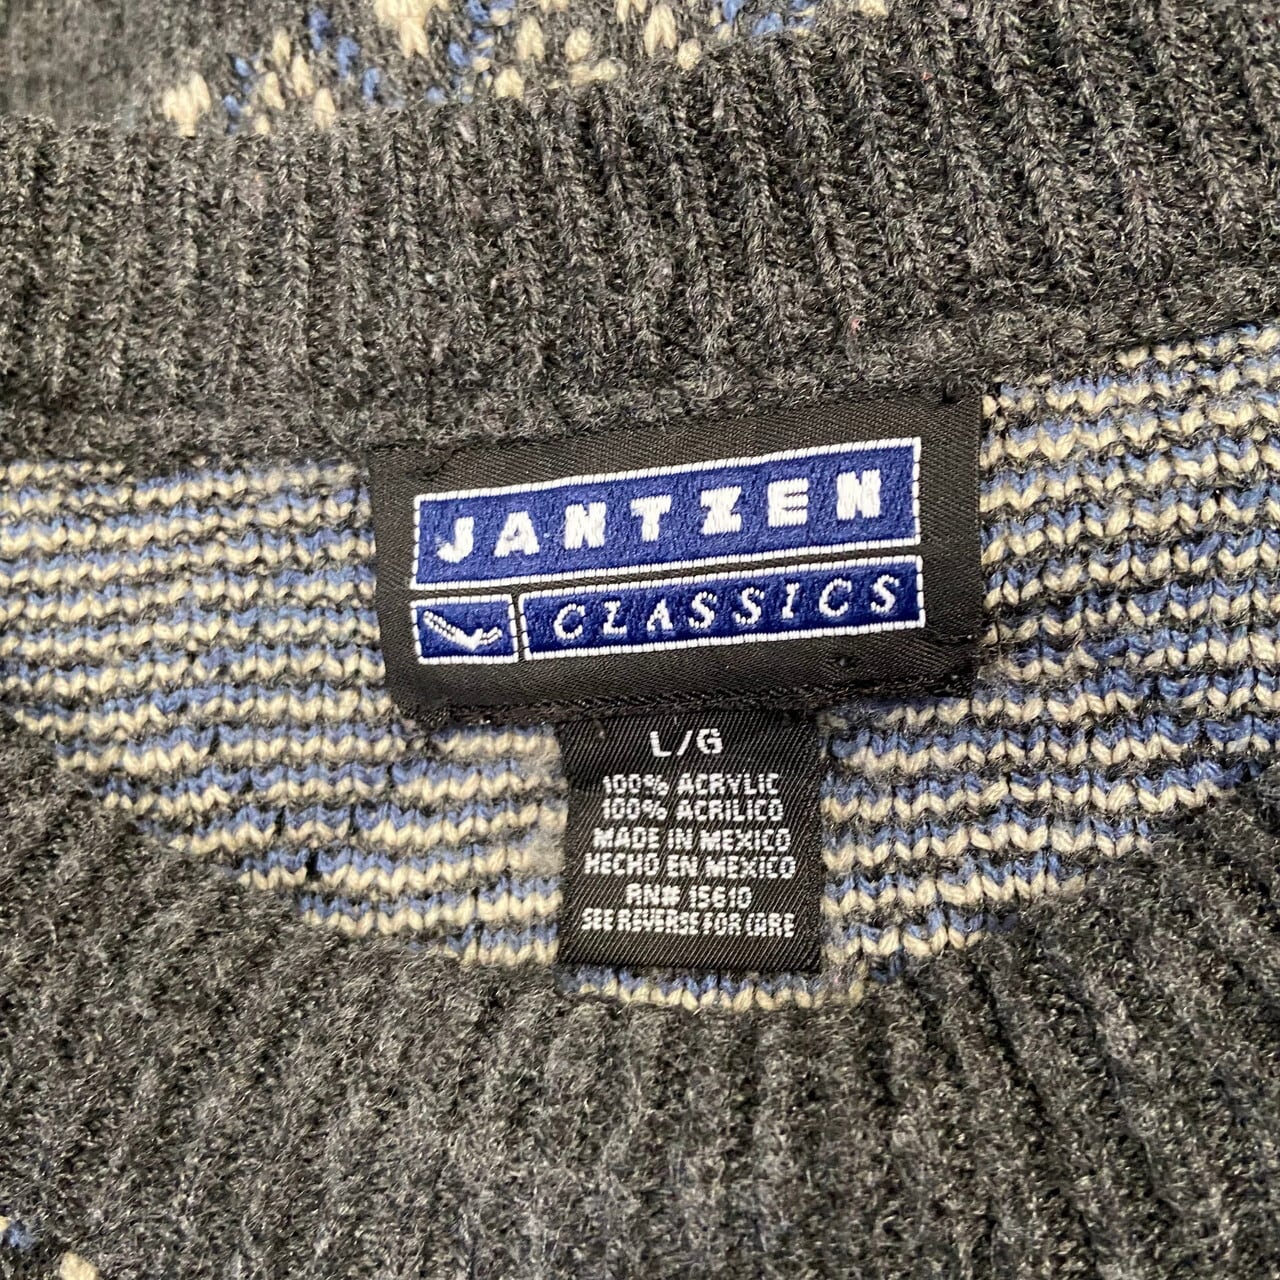 JANTZEN
CLASSICS
L/G
100% ACRYLIC
100% ACRILICO
MADE IN MEXICO
HECHO EN MEXICO
RN# 15610
SEE REVERSE FOR CARE